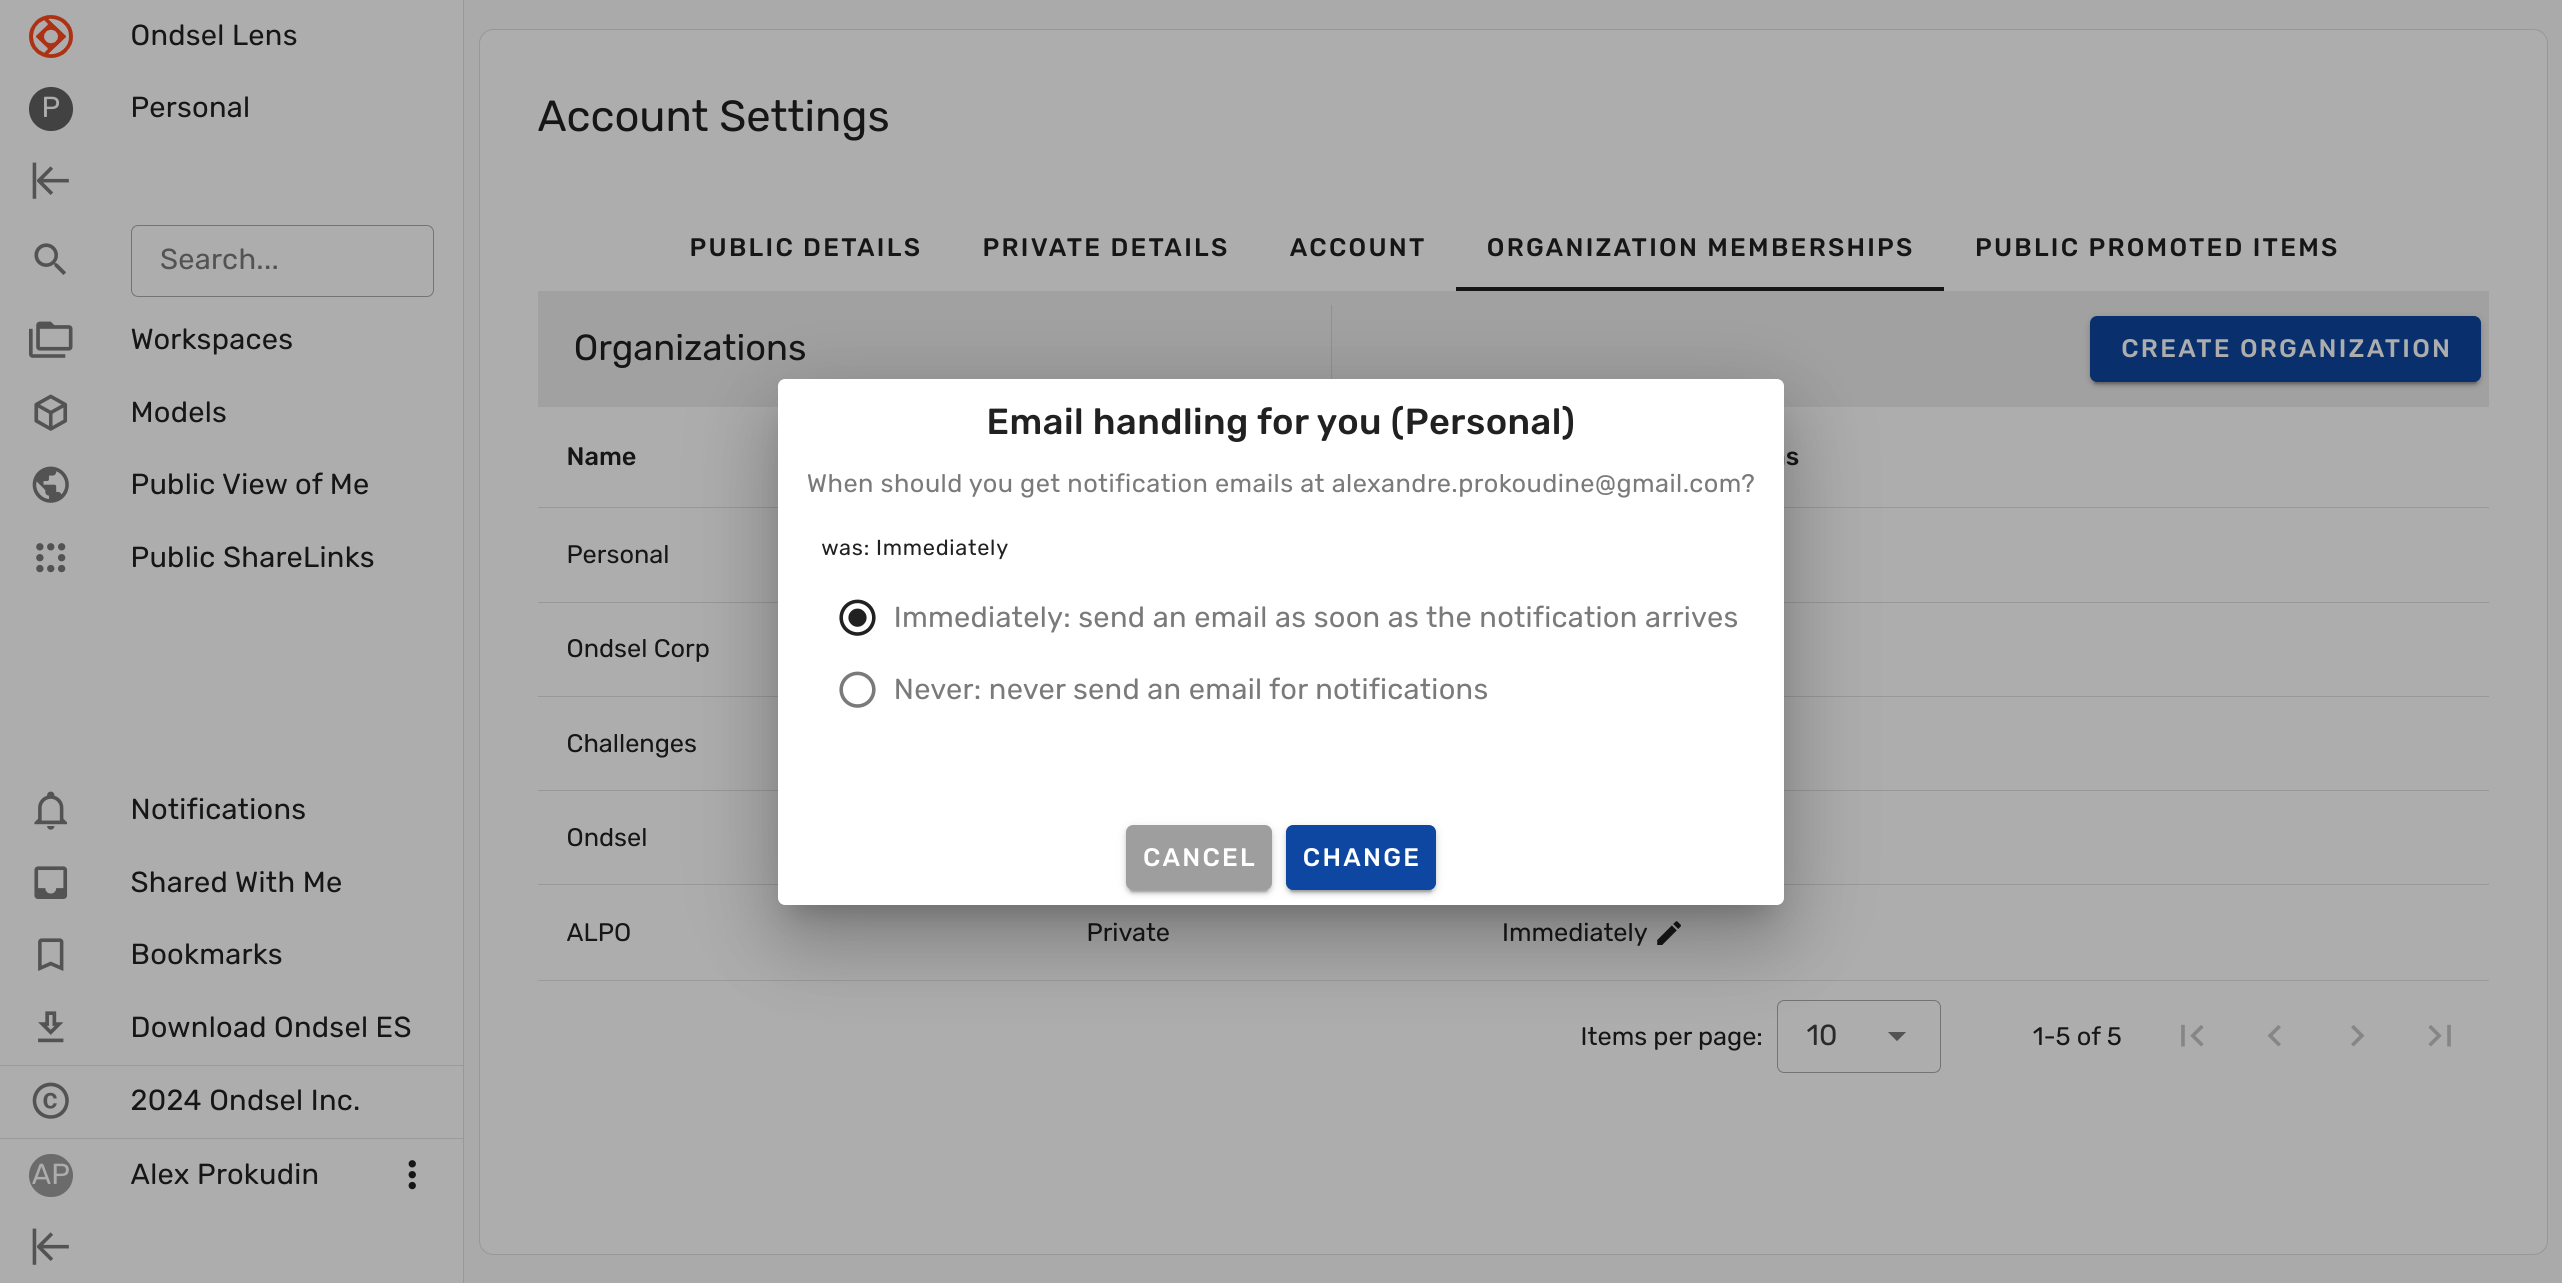 Ondsel Lens
P
Personal
Search...
Workspaces
Models
Public View of Me
Public ShareLinks
Notifications
Shared With Me
Bookmarks
Download Ondsel ES
© 2024 Ondsel Inc.
AP
Alex Prokudin
Account Settings
PUBLIC DETAILS PRIVATE DETAILS ACCOUNT ORGANIZATION MEMBERSHIPS PUBLIC PROMOTED ITEMS
Organizations
CREATE ORGANIZATION
Name s
Personal
Ondsel Corp
Challenges
Ondsel
ALPO Private Immediately
Items per page: 10 1-5 of 5
Email handling for you (Personal)
When should you get notification emails at alexandre.prokoudine@gmail.com?
was: Immediately
Immediately: send an email as soon as the notification arrives
Never: never send an email for notifications
CANCEL CHANGE